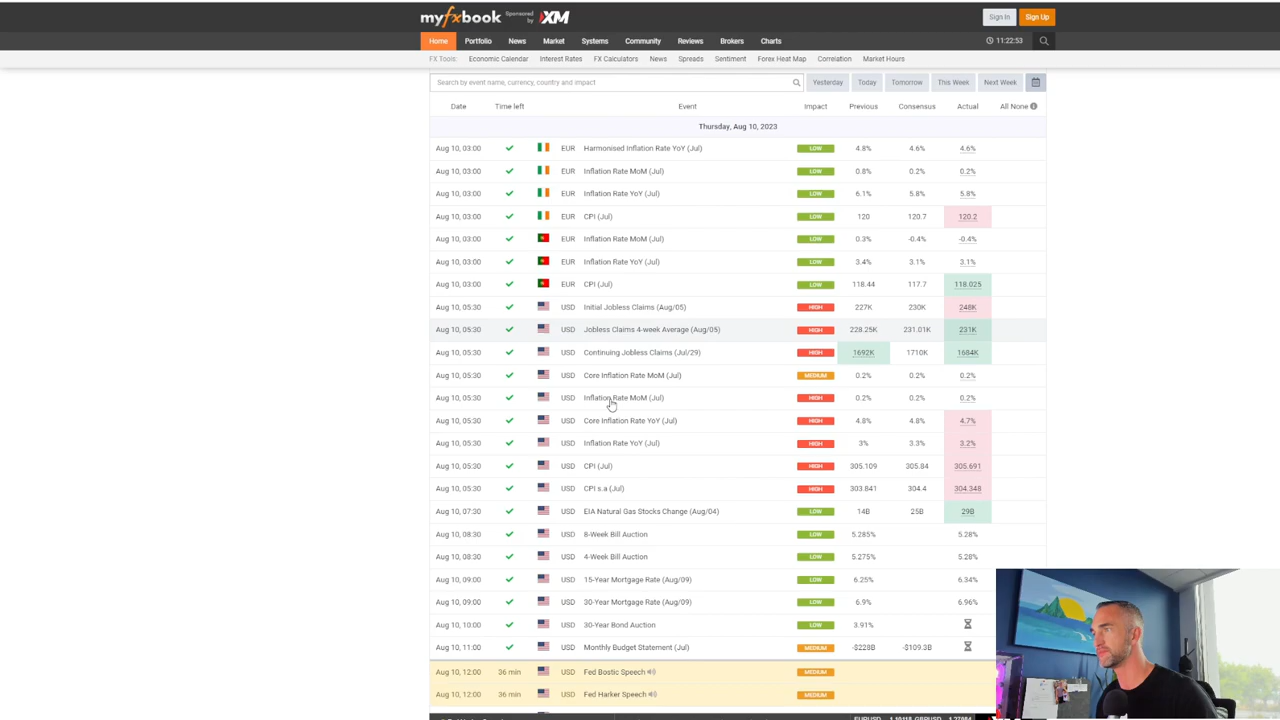 myfxbook Sponsored by XM Sign In Sign Up
Home Portfolio News Market Systems Community Reviews Brokers Charts 11:22:53
FX Tools: Economic Calendar Interest Rates FX Calculators News Spreads Sentiment Forex Heat Map Correlation Market Hours
Search by event name, currency, country and impact Yesterday Today Tomorrow This Week Next Week
Date Time left Event Impact Previous Consensus Actual All None
Thursday, Aug 10, 2023
Aug 10, 03:00 EUR Harmonised Inflation Rate YoY (Jul) LOW 4.8% 4.6% 4.6%
Aug 10, 03:00 EUR Inflation Rate MoM (Jul) LOW 0.8% 0.2% 0.2%
Aug 10, 03:00 EUR Inflation Rate YoY (Jul) LOW 6.1% 5.8% 5.8%
Aug 10, 03:00 EUR CPI (Jul) LOW 120 120.7 120.2
Aug 10, 03:00 EUR Inflation Rate MoM (Jul) LOW 0.3% -0.4% -0.4%
Aug 10, 03:00 EUR Inflation Rate YoY (Jul) LOW 3.4% 3.1% 3.1%
Aug 10, 03:00 EUR CPI (Jul) LOW 118.44 117.7 118.025
Aug 10, 05:30 USD Initial Jobless Claims (Aug/05) HIGH 227K 230K 248K
Aug 10, 05:30 USD Jobless Claims 4-week Average (Aug/05) HIGH 228.25K 231.01K 231K
Aug 10, 05:30 USD Continuing Jobless Claims (Jul/29) HIGH 1692K 1710K 1684K
Aug 10, 05:30 USD Core Inflation Rate MoM (Jul) MEDIUM 0.2% 0.2% 0.2%
Aug 10, 05:30 USD Inflation Rate MoM (Jul) HIGH 0.2% 0.2% 0.2%
Aug 10, 05:30 USD Core Inflation Rate YoY (Jul) HIGH 4.8% 4.8% 4.7%
Aug 10, 05:30 USD Inflation Rate YoY (Jul) HIGH 3% 3.3% 3.2%
Aug 10, 05:30 USD CPI (Jul) HIGH 305.109 305.84 305.691
Aug 10, 05:30 USD CPI s.a (Jul) HIGH 303.841 304.4 304.348
Aug 10, 07:30 USD EIA Natural Gas Stocks Change (Aug/04) LOW 14B 25B 29B
Aug 10, 08:30 USD 8-Week Bill Auction LOW 5.285% 5.28%
Aug 10, 08:30 USD 4-Week Bill Auction LOW 5.275% 5.28%
Aug 10, 09:00 USD 15-Year Mortgage Rate (Aug/09) LOW 6.25% 6.34%
Aug 10, 09:00 USD 30-Year Mortgage Rate (Aug/09) LOW 6.9% 6.96%
Aug 10, 10:00 USD 30-Year Bond Auction LOW 3.91%
Aug 10, 11:00 USD Monthly Budget Statement (Jul) MEDIUM -$228B -$109.3B
Aug 10, 12:00 36 min USD Fed Bostic Speech MEDIUM
Aug 10, 12:00 36 min USD Fed Harker Speech MEDIUM